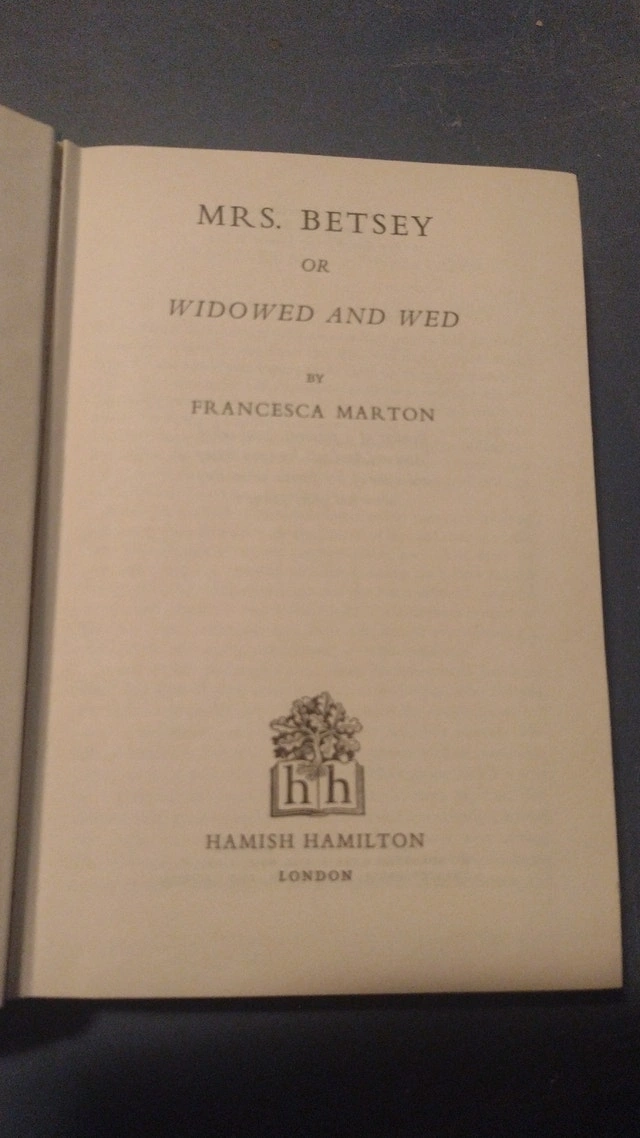 MRS. BETSEY
OR
WIDOWED AND WED
BY
FRANCESCA MARTON
h h
HAMISH HAMILTON
LONDON